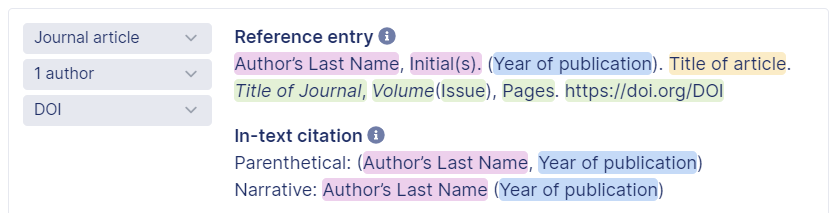 Journal article
1 author
DOI
Reference entry
Author's Last Name, Initial(s). (Year of publication). Title of article.
Title of Journal, Volume(Issue), Pages. https://doi.org/DOI
In-text citation
Parenthetical: (Author's Last Name, Year of publication)
Narrative: Author's Last Name (Year of publication)